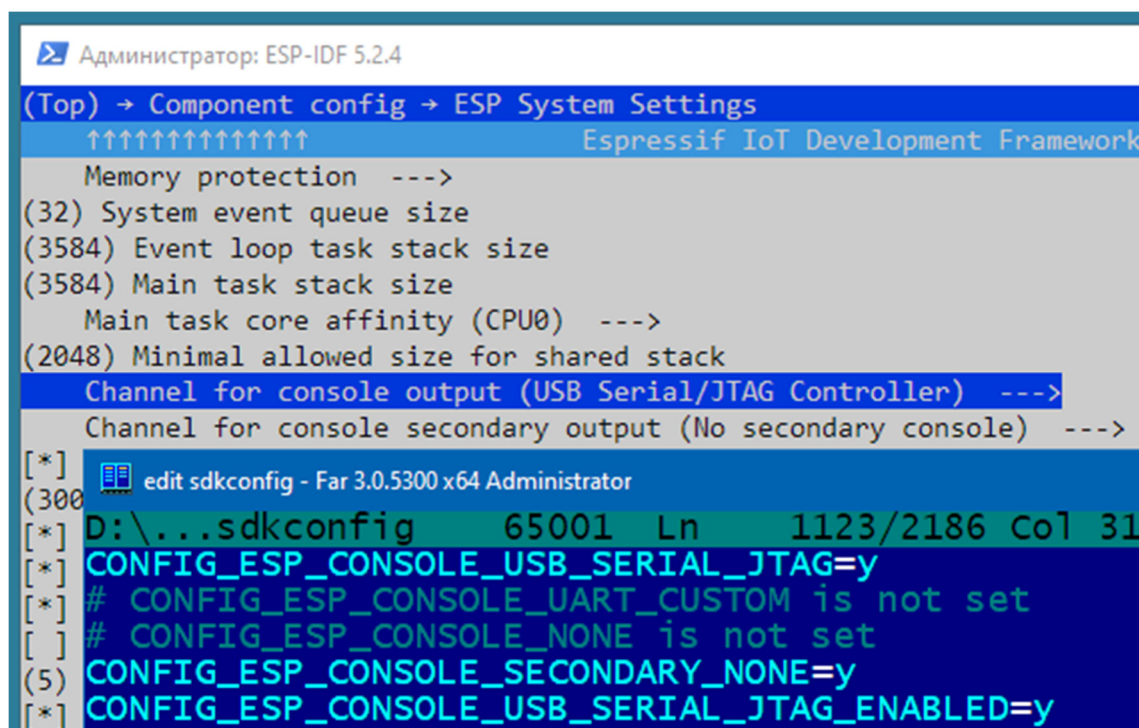 Администратор: ESP-IDF 5.2.4
(Top) → Component config → ESP System Settings
↑↑↑↑↑↑↑↑↑↑↑↑↑↑ Espressif IoT Development Framework
Memory protection --->
(32) System event queue size
(3584) Event loop task stack size
(3584) Main task stack size
Main task core affinity (CPU0) --->
(2048) Minimal allowed size for shared stack
Channel for console output (USB Serial/JTAG Controller) --->
Channel for console secondary output (No secondary console) --->
[*]
(300
[*]
[*]
[*]
[ ]
(5)
[*]
edit sdkconfig - Far 3.0.5300 x64 Administrator
D:\...sdkconfig 65001 Ln 1123/2186 Col 31
CONFIG_ESP_CONSOLE_USB_SERIAL_JTAG=y
# CONFIG_ESP_CONSOLE_UART_CUSTOM is not set
# CONFIG_ESP_CONSOLE_NONE is not set
CONFIG_ESP_CONSOLE_SECONDARY_NONE=y
CONFIG_ESP_CONSOLE_USB_SERIAL_JTAG_ENABLED=y